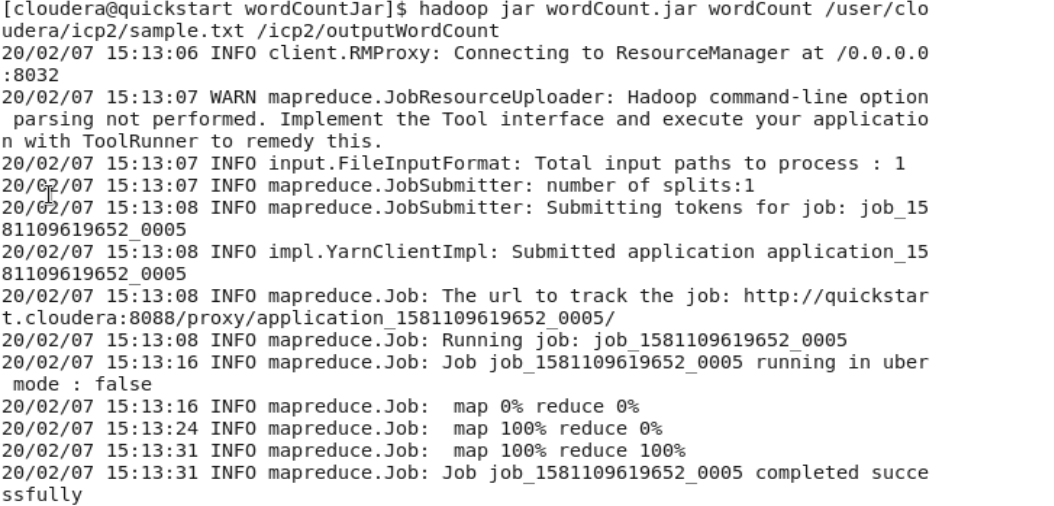 [cloudera@quickstart wordCountJar]$ hadoop jar wordCount.jar wordCount /user/clo
udera/icp2/sample.txt /icp2/outputWordCount
20/02/07 15:13:06 INFO client.RMProxy: Connecting to ResourceManager at /0.0.0.0
:8032
20/02/07 15:13:07 WARN mapreduce.JobResourceUploader: Hadoop command-line option
 parsing not performed. Implement the Tool interface and execute your applicatio
n with ToolRunner to remedy this.
20/02/07 15:13:07 INFO input.FileInputFormat: Total input paths to process : 1
20/02/07 15:13:07 INFO mapreduce.JobSubmitter: number of splits:1
20/02/07 15:13:08 INFO mapreduce.JobSubmitter: Submitting tokens for job: job_15
81109619652_0005
20/02/07 15:13:08 INFO impl.YarnClientImpl: Submitted application application_15
81109619652_0005
20/02/07 15:13:08 INFO mapreduce.Job: The url to track the job: http://quickstar
t.cloudera:8088/proxy/application_1581109619652_0005/
20/02/07 15:13:08 INFO mapreduce.Job: Running job: job_1581109619652_0005
20/02/07 15:13:16 INFO mapreduce.Job: Job job_1581109619652_0005 running in uber
 mode : false
20/02/07 15:13:16 INFO mapreduce.Job:  map 0% reduce 0%
20/02/07 15:13:24 INFO mapreduce.Job:  map 100% reduce 0%
20/02/07 15:13:31 INFO mapreduce.Job:  map 100% reduce 100%
20/02/07 15:13:31 INFO mapreduce.Job: Job job_1581109619652_0005 completed succe
ssfully